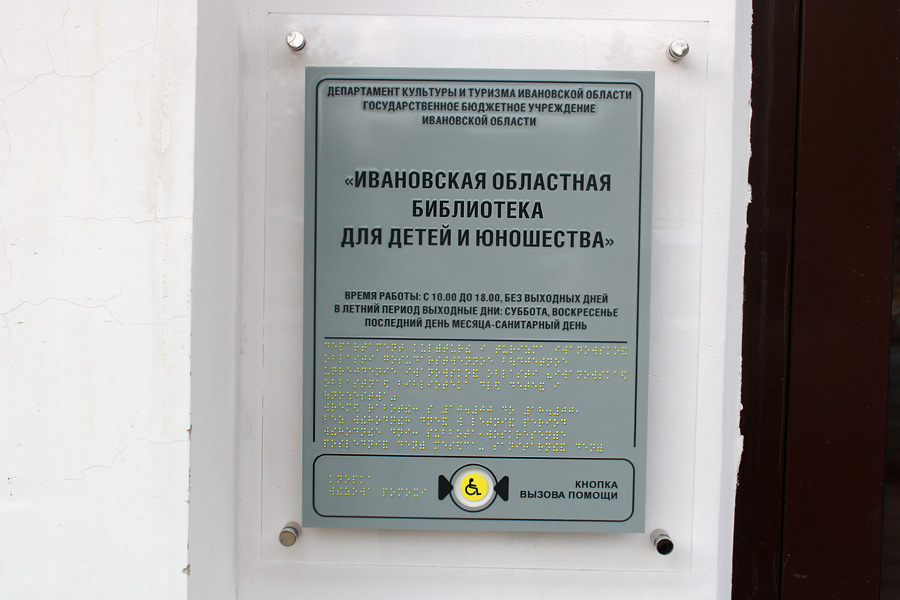 ДЕПАРТАМЕНТ КУЛЬТУРЫ И ТУРИЗМА ИВАНОВСКОЙ ОБЛАСТИ
ГОСУДАРСТВЕННОЕ БЮДЖЕТНОЕ УЧРЕЖДЕНИЕ
ИВАНОВСКОЙ ОБЛАСТИ
«ИВАНОВСКАЯ ОБЛАСТНАЯ
БИБЛИОТЕКА
ДЛЯ ДЕТЕЙ И ЮНОШЕСТВА»
ВРЕМЯ РАБОТЫ: С 10.00 ДО 18.00, БЕЗ ВЫХОДНЫХ ДНЕЙ
В ЛЕТНИЙ ПЕРИОД ВЫХОДНЫЕ ДНИ: СУББОТА, ВОСКРЕСЕНЬЕ
ПОСЛЕДНИЙ ДЕНЬ МЕСЯЦА-САНИТАРНЫЙ ДЕНЬ
КНОПКА
ВЫЗОВА ПОМОЩИ